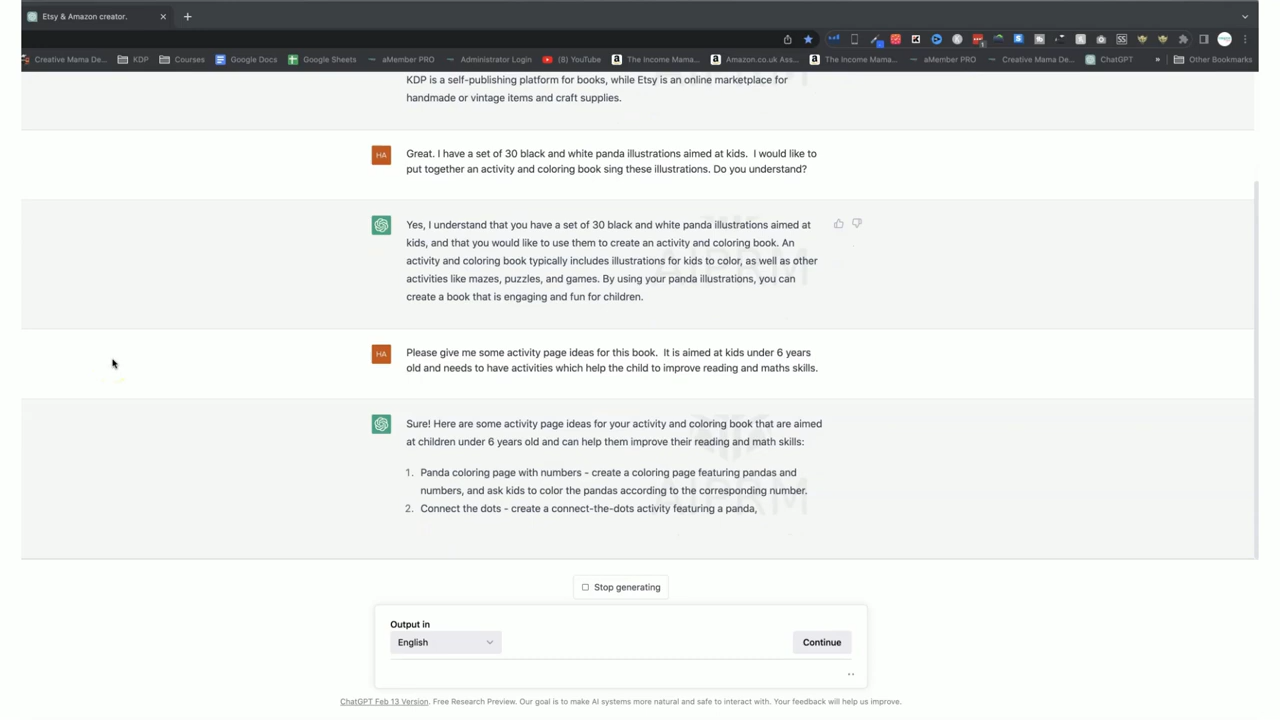 Etsy & Amazon creator.
Creative Mama De... KDP Courses Google Docs Google Sheets aMember PRO Administrator Login (8) YouTube The Income Mama... Amazon.co.uk Ass... The Income Mama... aMember PRO Creative Mama De... ChatGPT » Other Bookmarks
KDP is a self-publishing platform for books, while Etsy is an online marketplace for
handmade or vintage items and craft supplies.
HA
Great. I have a set of 30 black and white panda illustrations aimed at kids. I would like to
put together an activity and coloring book sing these illustrations. Do you understand?
Yes, I understand that you have a set of 30 black and white panda illustrations aimed at
kids, and that you would like to use them to create an activity and coloring book. An
activity and coloring book typically includes illustrations for kids to color, as well as other
activities like mazes, puzzles, and games. By using your panda illustrations, you can
create a book that is engaging and fun for children.
HA
Please give me some activity page ideas for this book. It is aimed at kids under 6 years
old and needs to have activities which help the child to improve reading and maths skills.
Sure! Here are some activity page ideas for your activity and coloring book that are aimed
at children under 6 years old and can help them improve their reading and math skills:
1. Panda coloring page with numbers - create a coloring page featuring pandas and
numbers, and ask kids to color the pandas according to the corresponding number.
2. Connect the dots - create a connect-the-dots activity featuring a panda,
AIPRM
Stop generating
Output in
English
Continue
ChatGPT Feb 13 Version. Free Research Preview. Our goal is to make AI systems more natural and safe to interact with. Your feedback will help us improve.